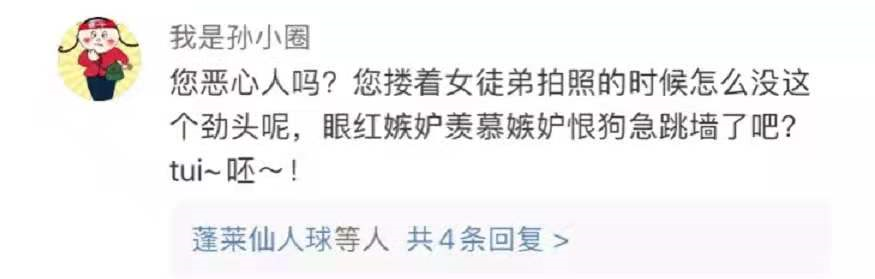 我是孙小圈
您恶心人吗？您搂着女徒弟拍照的时候怎么没这
个劲头呢，眼红嫉妒羡慕嫉妒恨狗急跳墙了吧？
tui~呸～！
蓬莱仙人球等人 共4条回复 >